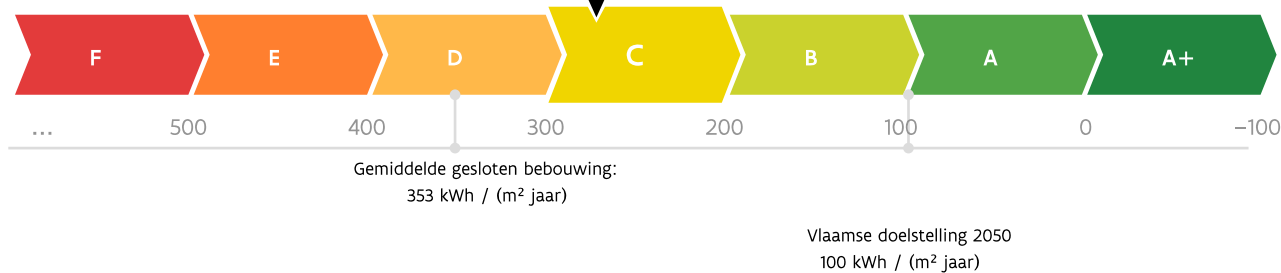 F E D C B A A+
... 500 400 300 200 100 0 –100
Gemiddelde gesloten bebouwing:
353 kWh / (m² jaar)
Vlaamse doelstelling 2050
100 kWh / (m² jaar)